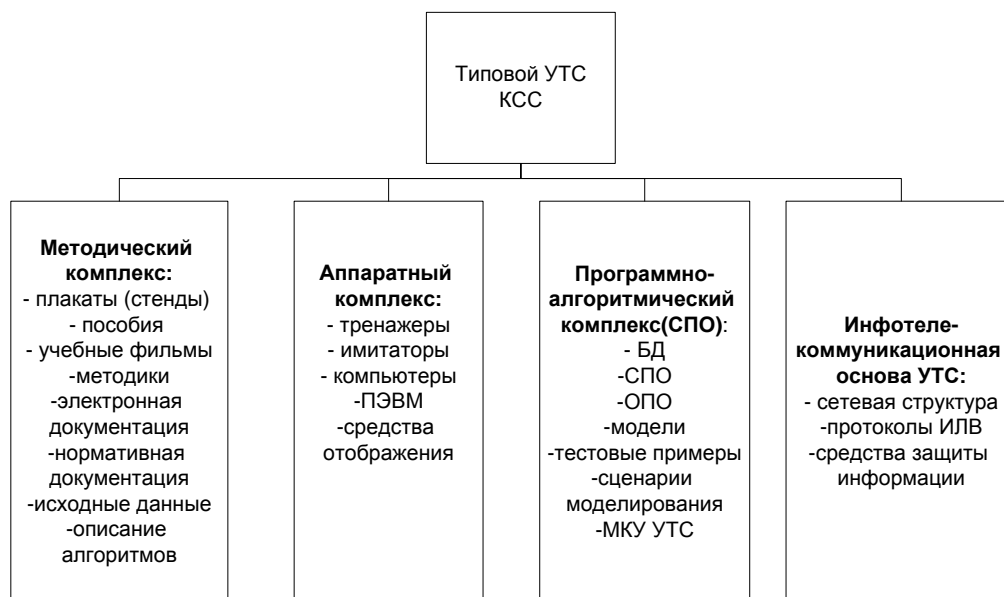 Типовой УТС
КСС
Методический
комплекс:
- плакаты (стенды)
- пособия
- учебные фильмы
-методики
-электронная
документация
-нормативная
документация
-исходные данные
-описание
алгоритмов
Аппаратный
комплекс:
- тренажеры
- имитаторы
- компьютеры
-ПЭВМ
-средства
отображения
Программно-
алгоритмический
комплекс(СПО):
- БД
-СПО
-ОПО
-модели
-тестовые примеры
-сценарии
моделирования
-МКУ УТС
Инфотеле-
коммуникационная
основа УТС:
- сетевая структура
-протоколы ИЛВ
-средства защиты
информации